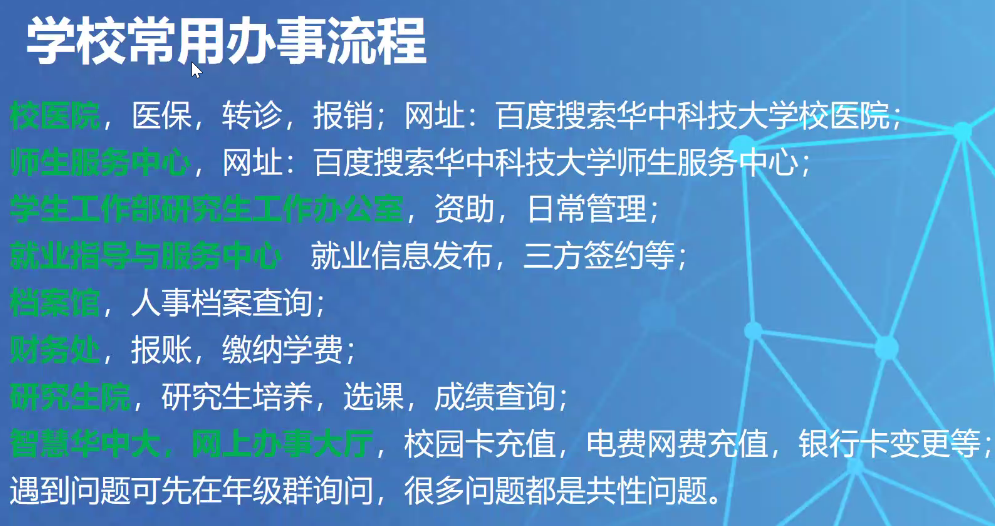 学校常用办事流程
校医院，医保，转诊，报销；网址：百度搜索华中科技大学校医院；
师生服务中心，网址：百度搜索华中科技大学师生服务中心；
学生工作部研究生工作办公室，资助，日常管理；
就业指导与服务中心 就业信息发布，三方签约等；
档案馆，人事档案查询；
财务处，报账，缴纳学费；
研究生院，研究生培养，选课，成绩查询；
智慧华中大，网上办事大厅，校园卡充值，电费网费充值，银行卡变更等；
遇到问题可先在年级群询问，很多问题都是共性问题。